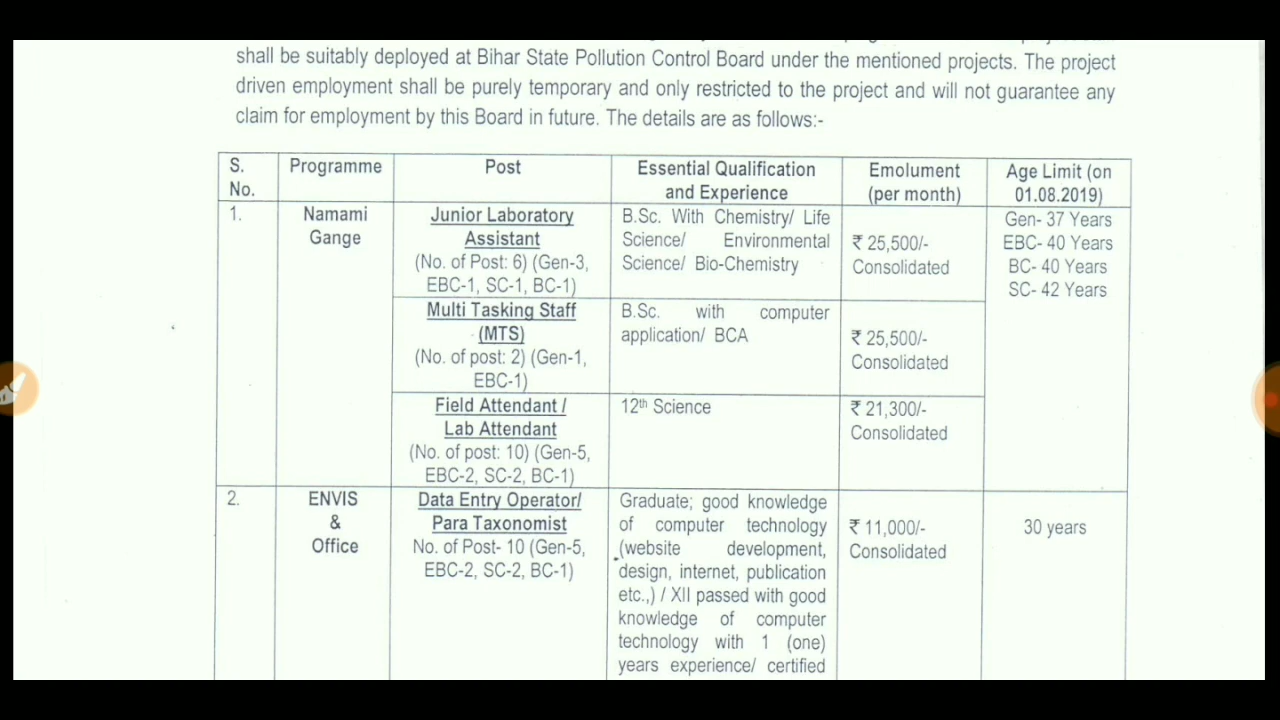 shall be suitably deployed at Bihar State Pollution Control Board under the mentioned projects. The project
driven employment shall be purely temporary and only restricted to the project and will not guarantee any
claim for employment by this Board in future. The details are as follows:-
S. No.
Programme
Post
Essential Qualification
and Experience
Emolument
(per month)
Age Limit (on
01.08.2019)
1.
Namami
Gange
Junior Laboratory
Assistant
(No. of Post: 6) (Gen-3,
EBC-1, SC-1, BC-1)
B.Sc. With Chemistry/ Life
Science/ Environmental
Science/ Bio-Chemistry
₹ 25,500/-
Consolidated
Gen- 37 Years
EBC- 40 Years
BC- 40 Years
SC- 42 Years
Multi Tasking Staff
(MTS)
(No. of post: 2) (Gen-1,
EBC-1)
B.Sc. with computer
application/ BCA
₹ 25,500/-
Consolidated
Field Attendant /
Lab Attendant
(No. of post: 10) (Gen-5,
EBC-2, SC-2, BC-1)
12th Science
₹ 21,300/-
Consolidated
2.
ENVIS
&
Office
Data Entry Operator/
Para Taxonomist
No. of Post- 10 (Gen-5,
EBC-2, SC-2, BC-1)
Graduate; good knowledge
of computer technology
(website development,
design, internet, publication
etc.,) / XII passed with good
knowledge of computer
technology with 1 (one)
years experience/ certified
₹ 11,000/-
Consolidated
30 years